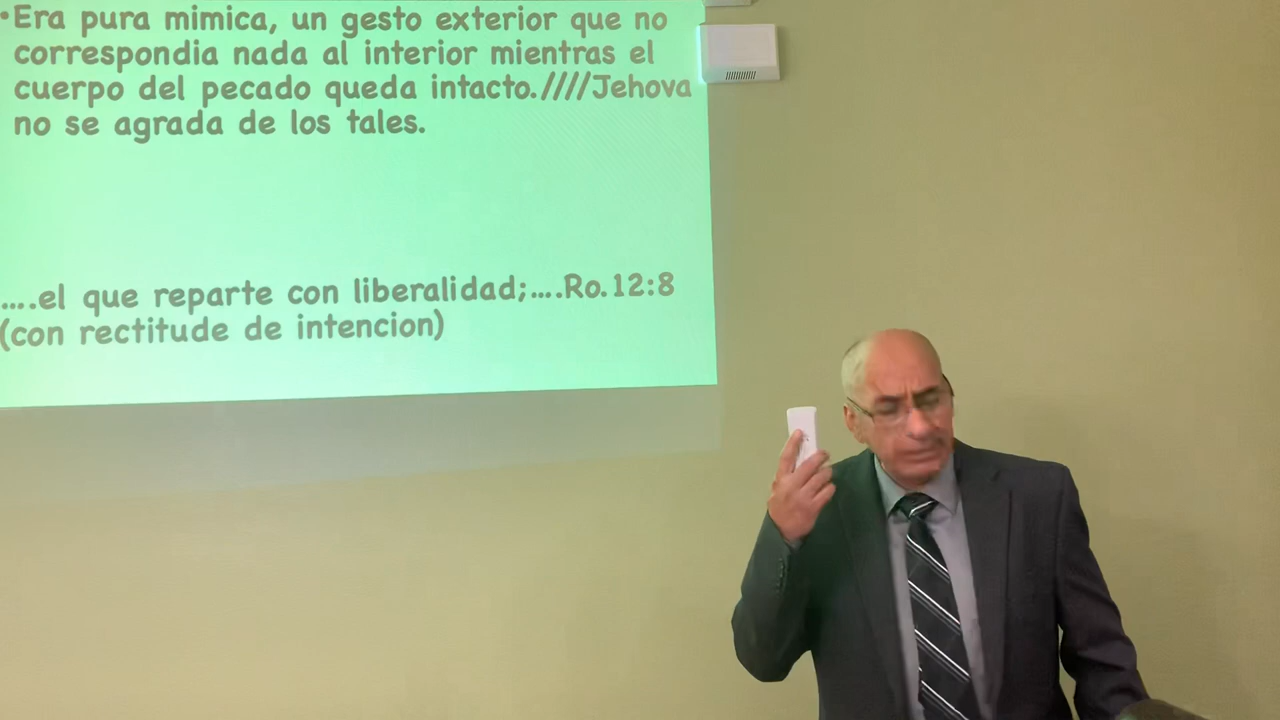 •Era pura mimica, un gesto exterior que no
correspondia nada al interior mientras el
cuerpo del pecado queda intacto.////Jehova
no se agrada de los tales.
....el que reparte con liberalidad;....Ro.12:8
(con rectitude de intencion)